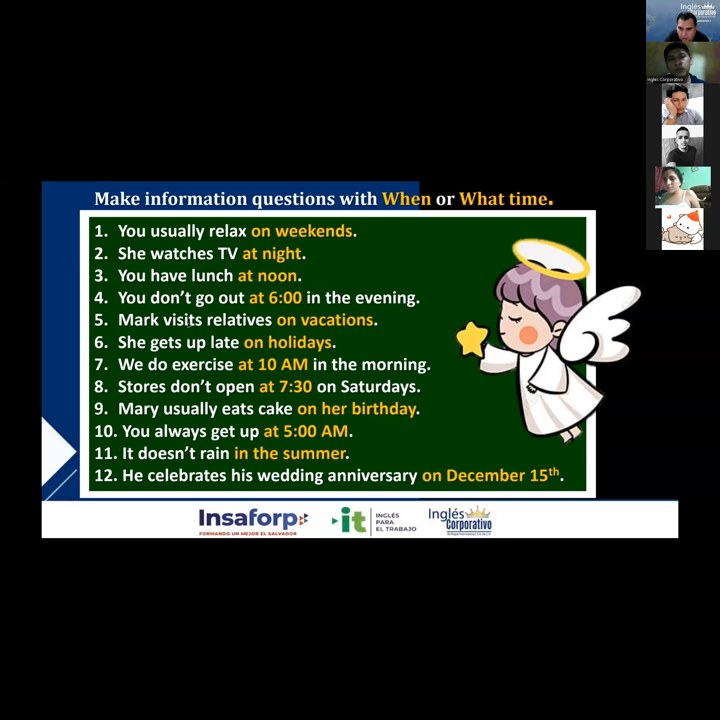 Inglés
Corporativo
Inglés Corporativo
Make information questions with When or What time.
1. You usually relax on weekends.
2. She watches TV at night.
3. You have lunch at noon.
4. You don't go out at 6:00 in the evening.
5. Mark visits relatives on vacations.
6. She gets up late on holidays.
7. We do exercise at 10 AM in the morning.
8. Stores don't open at 7:30 on Saturdays.
9. Mary usually eats cake on her birthday.
10. You always get up at 5:00 AM.
11. It doesn't rain in the summer.
12. He celebrates his wedding anniversary on December 15th.
Insaforp
FORMANDO UN MEJOR EL SALVADOR
it
INGLÉS
PARA
EL TRABAJO
Inglés
Corporativo